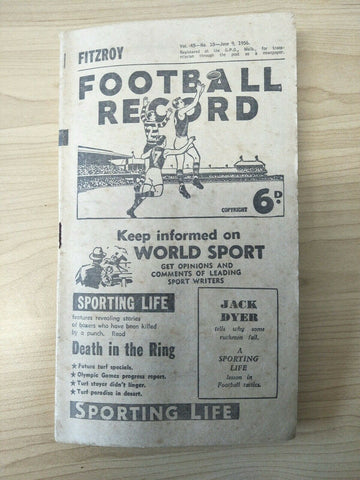 FITZROY
Vol. 45—No. 10—June 9, 1956.
Registered at the G.P.O., Melb., for trans-
mission through the post as a newspaper.
FOOTBALL
RECORD
COPYRIGHT 6D.
Keep informed on
WORLD SPORT
GET OPINIONS AND
COMMENTS OF LEADING
SPORT WRITERS
SPORTING LIFE
features revealing stories
of boxers who have been killed
by a punch. Read
Death in the Ring
★ Future turf specials.
★ Olympic Games progress report.
★ Turf stayer didn't linger.
★ Turf paradise in desert.
JACK
DYER
tells why some
ruckmen fail.
A
SPORTING
LIFE
lesson in
Football tactics.
SPORTING LIFE